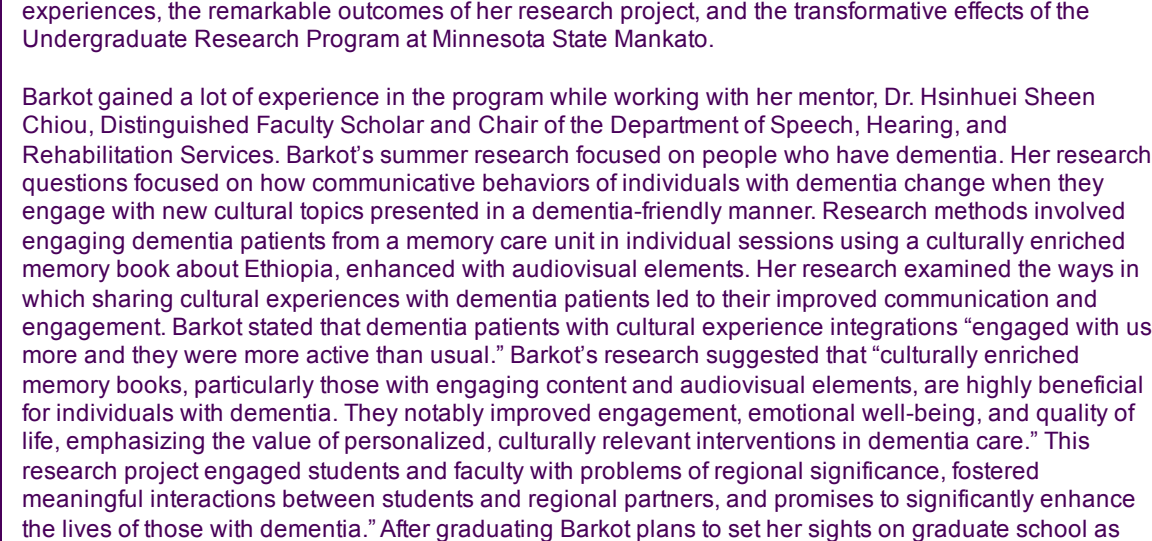 experiences, the remarkable outcomes of her research project, and the transformative effects of the
Undergraduate Research Program at Minnesota State Mankato.
Barkot gained a lot of experience in the program while working with her mentor, Dr. Hsinhuei Sheen
Chiou, Distinguished Faculty Scholar and Chair of the Department of Speech, Hearing, and
Rehabilitation Services. Barkot’s summer research focused on people who have dementia. Her research
questions focused on how communicative behaviors of individuals with dementia change when they
engage with new cultural topics presented in a dementia-friendly manner. Research methods involved
engaging dementia patients from a memory care unit in individual sessions using a culturally enriched
memory book about Ethiopia, enhanced with audiovisual elements. Her research examined the ways in
which sharing cultural experiences with dementia patients led to their improved communication and
engagement. Barkot stated that dementia patients with cultural experience integrations “engaged with us
more and they were more active than usual.” Barkot’s research suggested that “culturally enriched
memory books, particularly those with engaging content and audiovisual elements, are highly beneficial
for individuals with dementia. They notably improved engagement, emotional well-being, and quality of
life, emphasizing the value of personalized, culturally relevant interventions in dementia care.” This
research project engaged students and faculty with problems of regional significance, fostered
meaningful interactions between students and regional partners, and promises to significantly enhance
the lives of those with dementia.” After graduating Barkot plans to set her sights on graduate school as